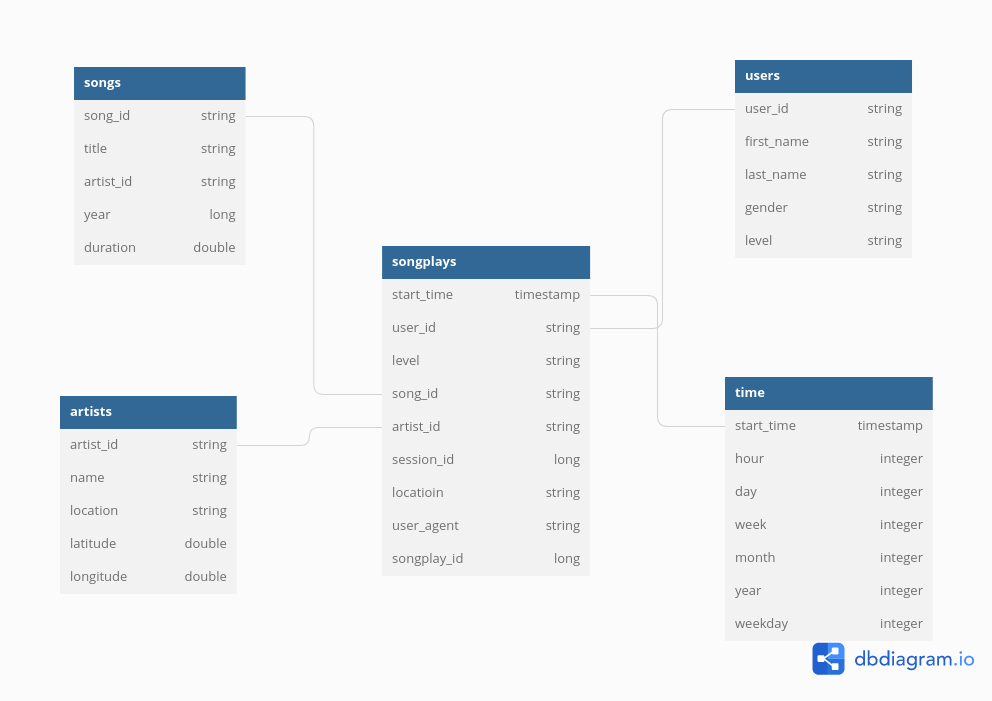 songs
song_id string
title string
artist_id string
year long
duration double
users
user_id string
first_name string
last_name string
gender string
level string
songplays
start_time timestamp
user_id string
level string
song_id string
artist_id string
session_id long
locatioin string
user_agent string
songplay_id long
artists
artist_id string
name string
location string
latitude double
longitude double
time
start_time timestamp
hour integer
day integer
week integer
month integer
year integer
weekday integer
dbdiagram.io